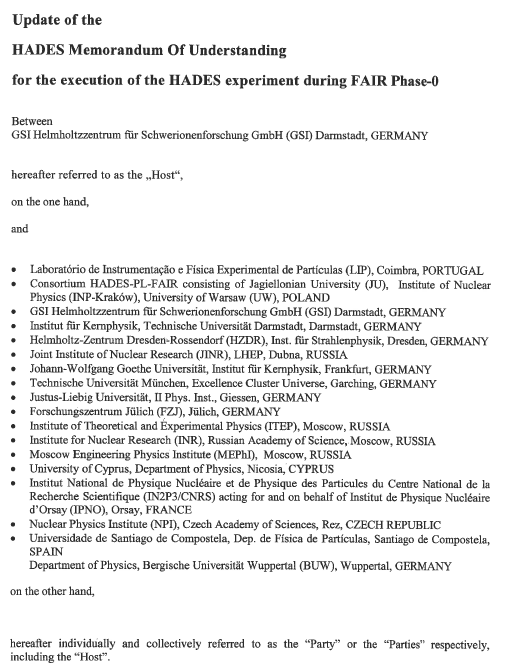 Update of the
HADES Memorandum Of Understanding
for the execution of the HADES experiment during FAIR Phase-0
Between
GSI Helmholtzzentrum für Schwerionenforschung GmbH (GSI) Darmstadt, GERMANY
hereafter referred to as the „Host“,
on the one hand,
and
• Laboratório de Instrumentação e Física Experimental de Partículas (LIP), Coimbra, PORTUGAL
• Consortium HADES-PL-FAIR consisting of Jagiellonian University (JU), Institute of Nuclear
Physics (INP-Kraków), University of Warsaw (UW), POLAND
• GSI Helmholtzzentrum für Schwerionenforschung GmbH (GSI) Darmstadt, GERMANY
• Institut für Kernphysik, Technische Universität Darmstadt, Darmstadt, GERMANY
• Helmholtz-Zentrum Dresden-Rossendorf (HZDR), Inst. für Strahlenphysik, Dresden, GERMANY
• Joint Institute of Nuclear Research (JINR), LHEP, Dubna, RUSSIA
• Johann-Wolfgang Goethe Universität, Institut für Kernphysik, Frankfurt, GERMANY
• Technische Universität München, Excellence Cluster Universe, Garching, GERMANY
• Justus-Liebig Universität, II Phys. Inst., Giessen, GERMANY
• Forschungszentrum Jülich (FZJ), Jülich, GERMANY
• Institute of Theoretical and Experimental Physics (ITEP), Moscow, RUSSIA
• Institute for Nuclear Research (INR), Russian Academy of Science, Moscow, RUSSIA
• Moscow Engineering Physics Institute (MEPhI), Moscow, RUSSIA
• University of Cyprus, Department of Physics, Nicosia, CYPRUS
• Institut National de Physique Nucléaire et de Physique des Particules du Centre National de la
Recherche Scientifique (IN2P3/CNRS) acting for and on behalf of Institut de Physique Nucléaire
d'Orsay (IPNO), Orsay, FRANCE
• Nuclear Physics Institute (NPI), Czech Academy of Sciences, Rez, CZECH REPUBLIC
• Universidade de Santiago de Compostela, Dep. de Física de Partículas, Santiago de Compostela,
SPAIN
Department of Physics, Bergische Universität Wuppertal (BUW), Wuppertal, GERMANY
on the other hand,
hereafter individually and collectively referred to as the “Party” or the “Parties” respectively,
including the “Host”.